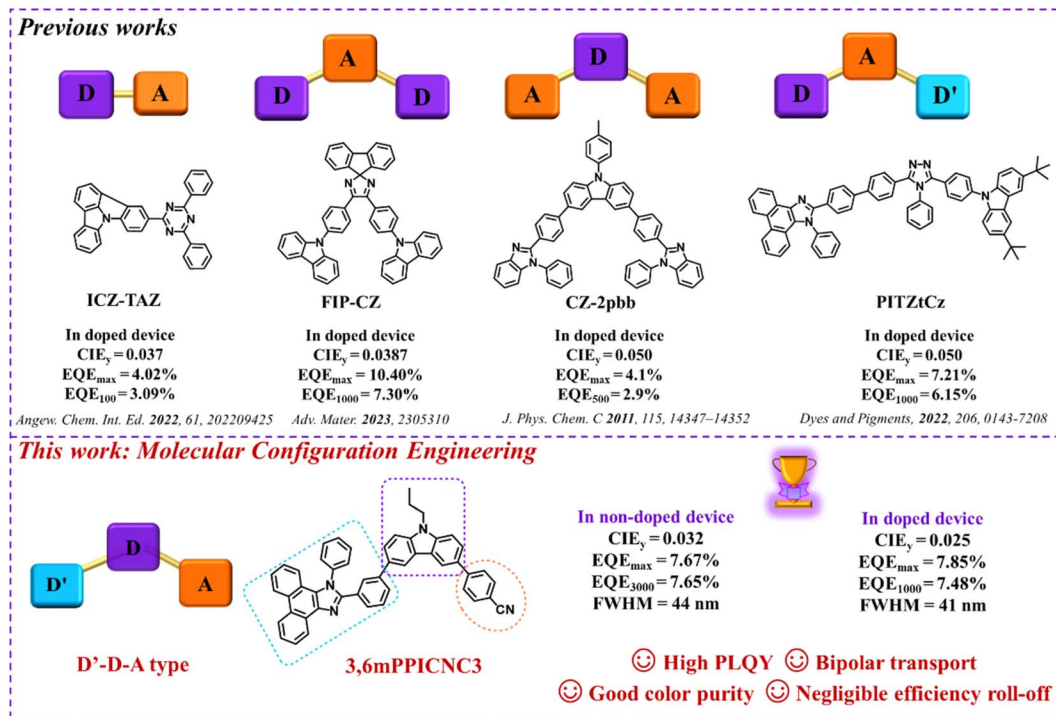 Previous works
D A
D A D
A D A
D A D'
N N N N
N N N N
N N N N N
N N N N N N
ICZ-TAZ
In doped device
CIEy = 0.037
EQEmax = 4.02%
EQE100 = 3.09%
Angew. Chem. Int. Ed. 2022, 61, 202209425
FIP-CZ
In doped device
CIEy = 0.0387
EQEmax = 10.40%
EQE1000 = 7.30%
Adv. Mater. 2023, 2305310
CZ-2pbb
In doped device
CIEy = 0.050
EQEmax = 4.1%
EQE500 = 2.9%
J. Phys. Chem. C 2011, 115, 14347–14352
PITZtCz
In doped device
CIEy = 0.050
EQEmax = 7.21%
EQE1000 = 6.15%
Dyes and Pigments, 2022, 206, 0143-7208
This work: Molecular Configuration Engineering
D' D A
D’-D-A type
N N N CN
3,6mPPICNC3
In non-doped device
CIEy = 0.032
EQEmax = 7.67%
EQE3000 = 7.65%
FWHM = 44 nm
In doped device
CIEy = 0.025
EQEmax = 7.85%
EQE1000 = 7.48%
FWHM = 41 nm
High PLQY Bipolar transport
Good color purity Negligible efficiency roll-off